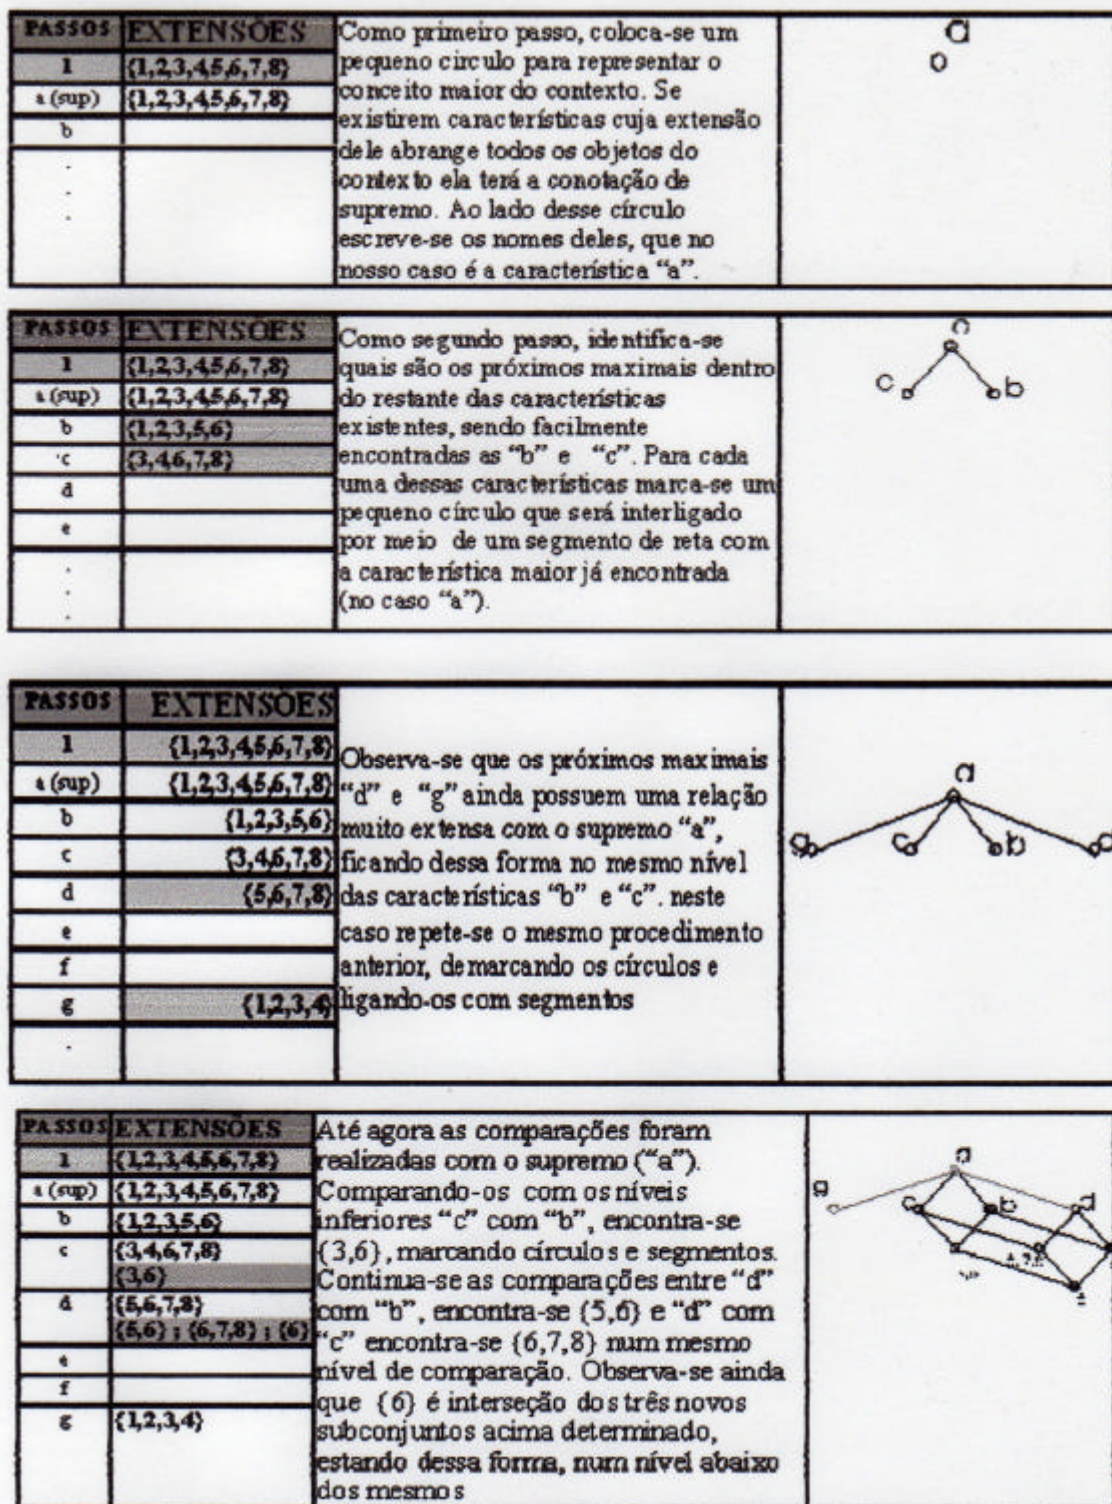 PASSOS EXTENSÕES
1 {1,2,3,4,5,6,7,8}
a (sup) {1,2,3,4,5,6,7,8}
b
Como primeiro passo, coloca-se um
pequeno circulo para representar o
conceito maior do contexto. Se
existirem características cuja extensão
dele abrange todos os objetos do
contexto ela terá a conotação de
supremo. Ao lado desse círculo
escreve-se os nomes deles, que no
nosso caso é a característica “a”.
a
PASSOS EXTENSÕES
1 {1,2,3,4,5,6,7,8}
a (sup) {1,2,3,4,5,6,7,8}
b {1,2,3,5,6}
c {3,4,6,7,8}
d
e
Como segundo passo, identifica-se
quais são os próximos maximais dentro
do restante das características
existentes, sendo facilmente
encontradas as “b” e “c”. Para cada
uma dessas características marca-se um
pequeno círculo que será interligado
por meio de um segmento de reta com
a característica maior já encontrada
(no caso “a”).
c b
PASSOS EXTENSÕES
1 {1,2,3,4,5,6,7,8}
a (sup) {1,2,3,4,5,6,7,8}
b {1,2,3,5,6}
c {3,4,6,7,8}
d {5,6,7,8}
e
f
g {1,2,3,4}
Observa-se que os próximos maximais
“d” e “g” ainda possuem uma relação
muito extensa com o supremo “a”,
ficando dessa forma no mesmo nível
das características “b” e “c”. neste
caso repete-se o mesmo procedimento
anterior, demarcando os círculos e
ligando-os com segmentos
a
g c b
PASSOS EXTENSÕES
1 {1,2,3,4,5,6,7,8}
a (sup) {1,2,3,4,5,6,7,8}
b {1,2,3,5,6}
c {3,4,6,7,8}
{3,6}
d {5,6,7,8}
{5,6} ; {6,7,8} ; {6}
e
f
g {1,2,3,4}
Até agora as comparações foram
realizadas com o supremo (“a”).
Comparando-os com os níveis
inferiores “c” com “b”, encontra-se
{3,6}, marcando círculos e segmentos.
Continua-se as comparações entre “d”
com “b”, encontra-se {5,6} e “d” com
“c” encontra-se {6,7,8} num mesmo
nível de comparação. Observa-se ainda
que {6} é interseção dos três novos
subconjuntos acima determinado,
estando dessa forma, num nível abaixo
dos mesmos
a
g c b d